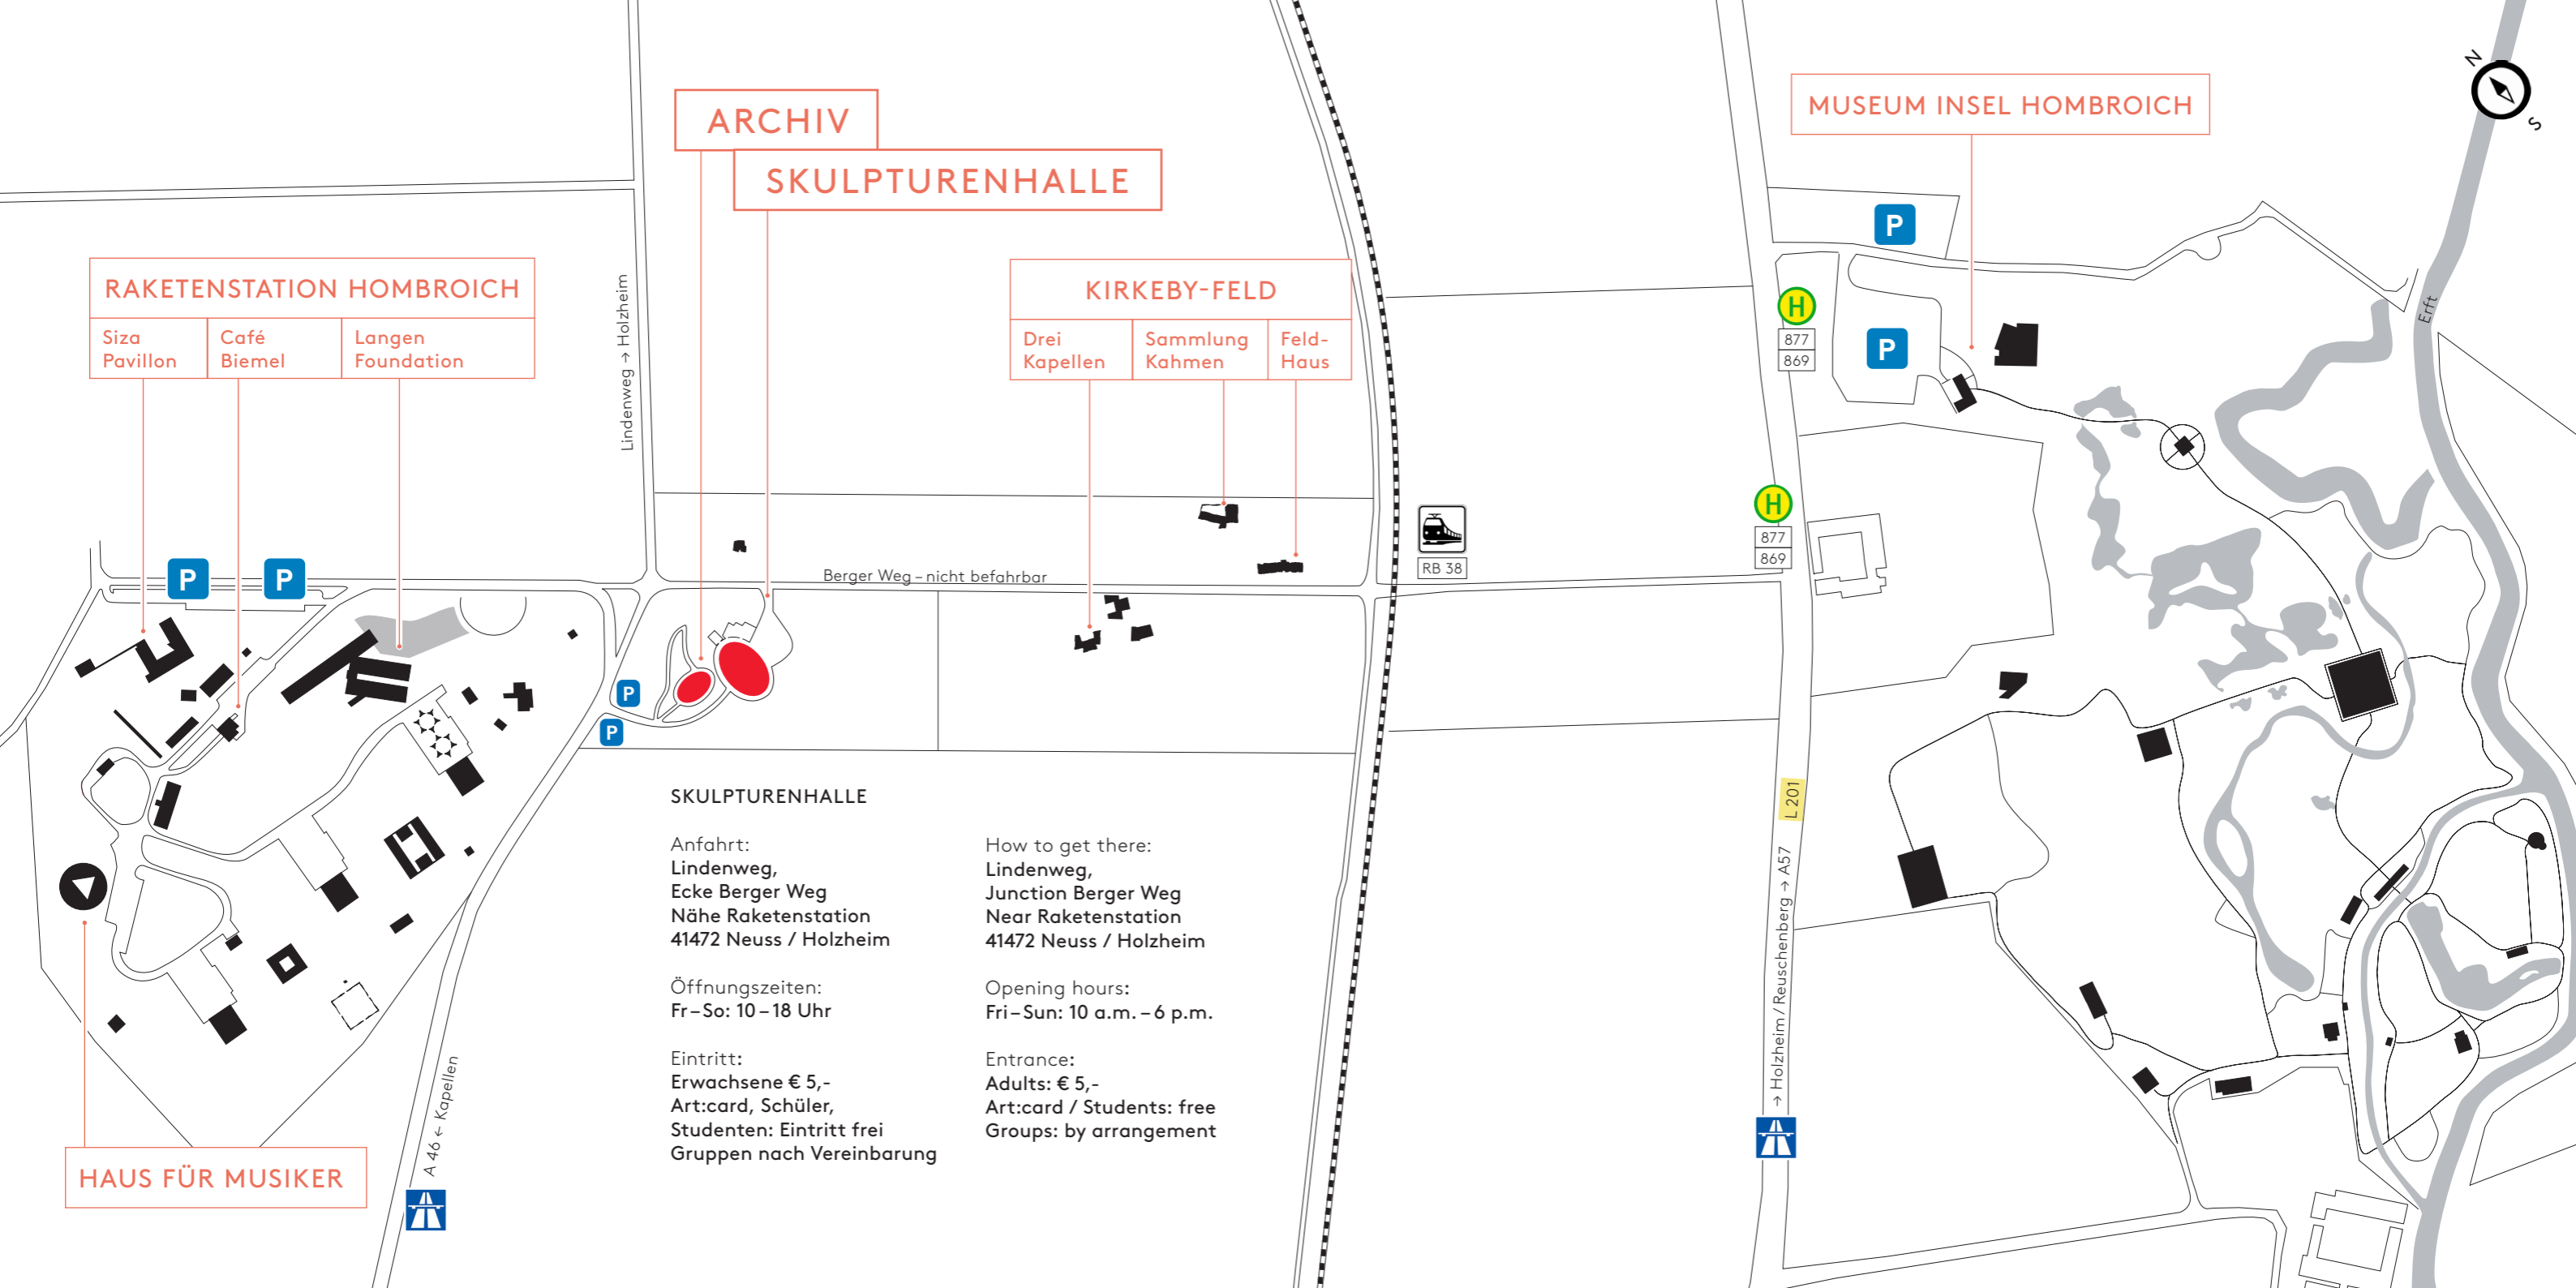 N
S
MUSEUM INSEL HOMBROICH
ARCHIV
SKULPTURENHALLE
RAKETENSTATION HOMBROICH
Siza
Pavillon
Café
Biemel
Langen
Foundation
Lindenweg → Holzheim
KIRKEBY-FELD
Drei
Kapellen
Sammlung
Kahmen
Feld-
Haus
P
H
877
869
P
Erft
H
877
869
RB 38
P
P
Berger Weg – nicht befahrbar
P
P
L 201
→ Holzheim / Reuschenberg → A57
SKULPTURENHALLE
Anfahrt:
Lindenweg,
Ecke Berger Weg
Nähe Raketenstation
41472 Neuss / Holzheim
Öffnungszeiten:
Fr – So: 10 – 18 Uhr
Eintritt:
Erwachsene € 5,-
Art:card, Schüler,
Studenten: Eintritt frei
Gruppen nach Vereinbarung
How to get there:
Lindenweg,
Junction Berger Weg
Near Raketenstation
41472 Neuss / Holzheim
Opening hours:
Fri – Sun: 10 a.m. – 6 p.m.
Entrance:
Adults: € 5,-
Art:card / Students: free
Groups: by arrangement
A 46 ← Kapellen
HAUS FÜR MUSIKER